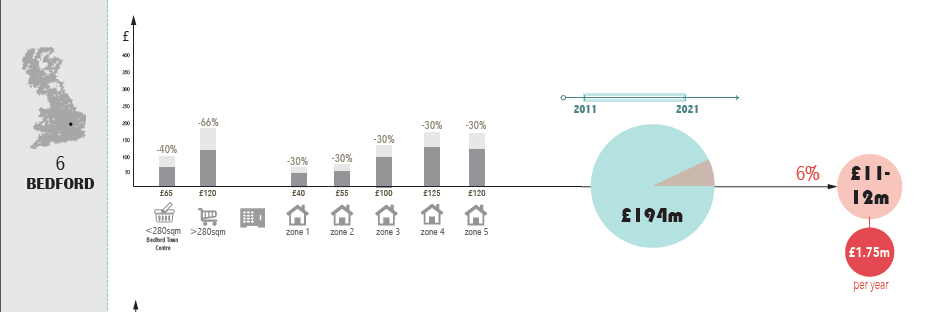 £
400
350
300
250
200
150
100
50
-40%
-66%
-30%
-30%
-30%
-30%
-30%
£65
£120
£40
£55
£100
£125
£120
<280sqm
Bedford Town
Centre
>280sqm
zone 1
zone 2
zone 3
zone 4
zone 5
6
BEDFORD
2011
2021
£194m
6%
£11-
12m
£1.75m
per year